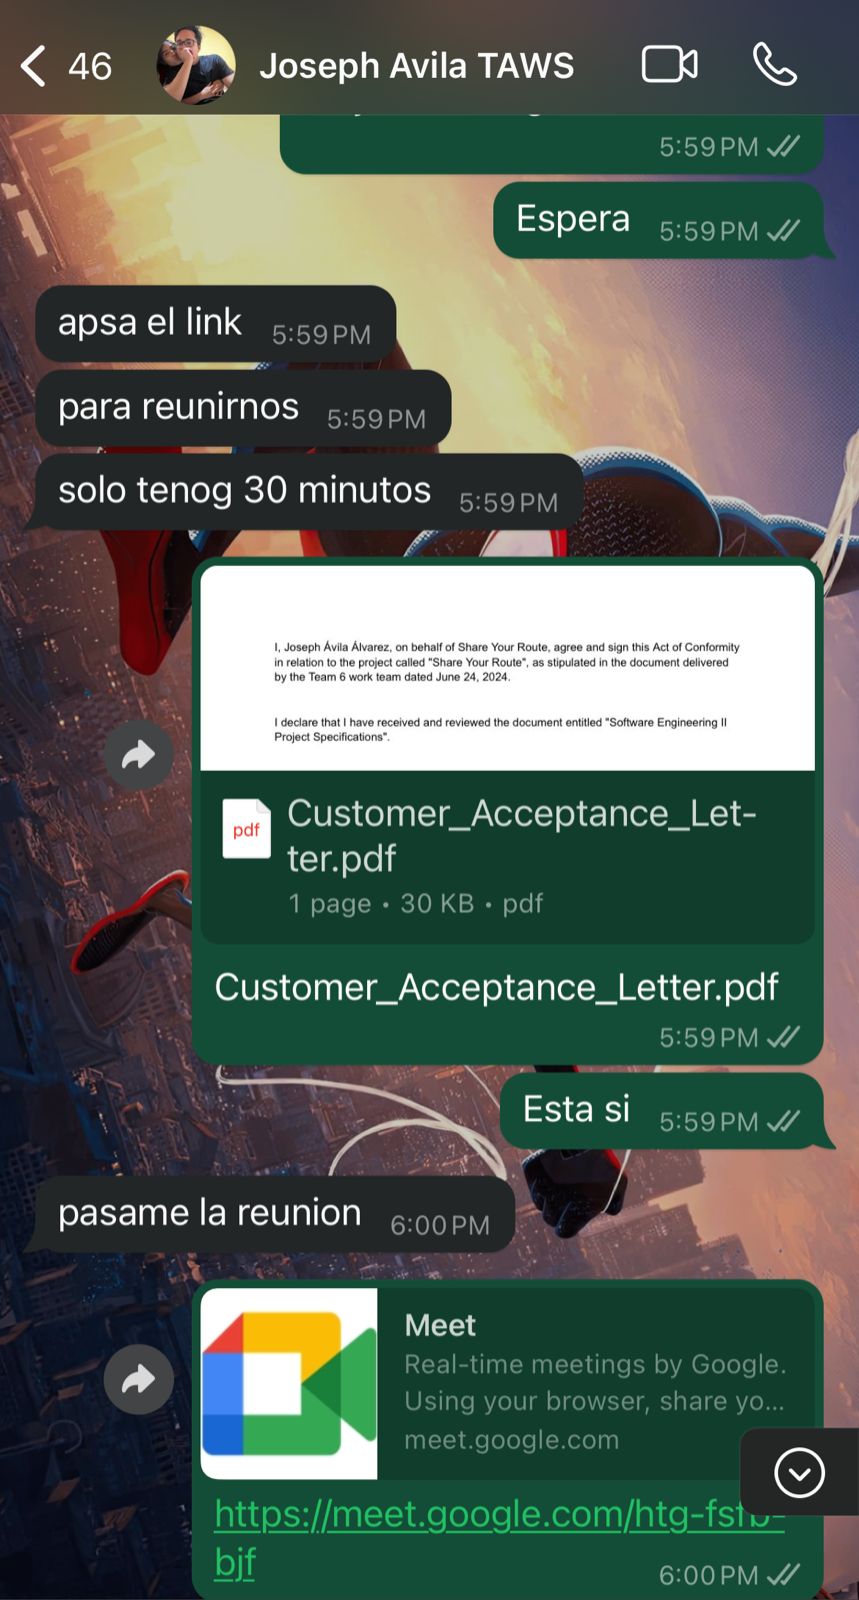 46 Joseph Avila TAWS
5:59 PM
Espera 5:59 PM
apsa el link 5:59 PM
para reunirnos 5:59 PM
solo tenog 30 minutos 5:59 PM
I, Joseph Ávila Álvarez, on behalf of Share Your Route, agree and sign this Act of Conformity
in relation to the project called "Share Your Route", as stipulated in the document delivered
by the Team 6 work team dated June 24, 2024.
I declare that I have received and reviewed the document entitled "Software Engineering II
Project Specifications".
pdf
Customer_Acceptance_Let-
ter.pdf
1 page • 30 KB • pdf
Customer_Acceptance_Letter.pdf
5:59 PM
Esta si 5:59 PM
pasame la reunion 6:00 PM
Meet
Real-time meetings by Google.
Using your browser, share yo...
meet.google.com
https://meet.google.com/htg-fsfb-
bjf
6:00 PM